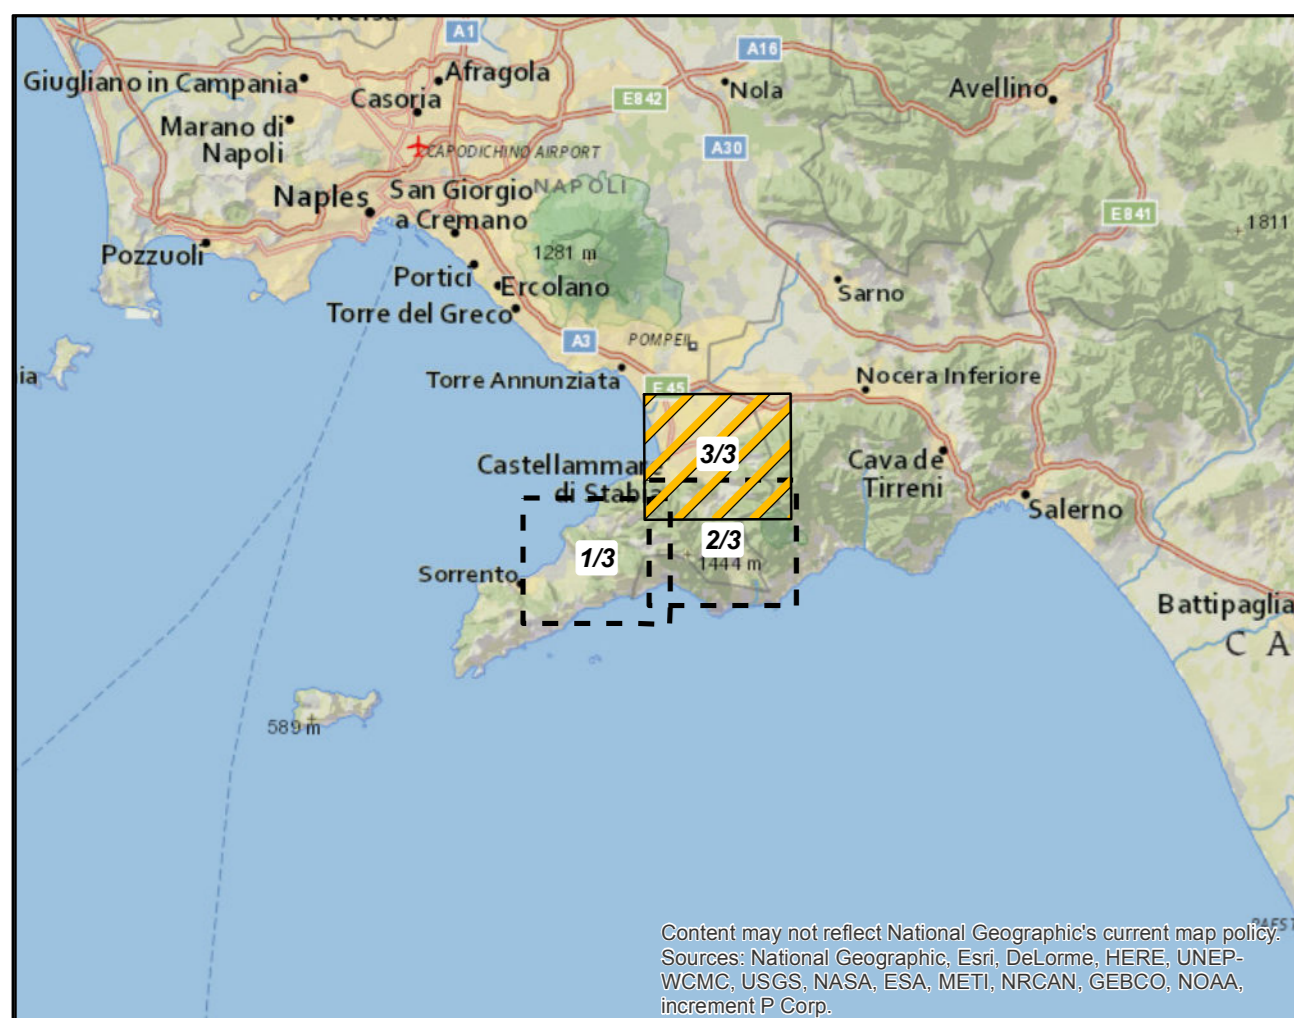 A1
A16
Giugliano in Campania
Afragola
Casoria
E842
Nola
Avellino
Marano di
Napoli
CAPODICHINO AIRPORT
A30
Naples
San Giorgio
a Cremano
NAPOLI
E841
1811
Pozzuoli
1281 m
Portici
Ercolano
Sarno
Torre del Greco
A3
POMPEII
ia
Torre Annunziata
E45
Nocera Inferiore
3/3
Castellammare
di Stabia
Cava de
Tirreni
Salerno
1/3
2/3
1444 m
Sorrento
Battipaglia
C A
589 m
Content may not reflect National Geographic's current map policy.
Sources: National Geographic, Esri, DeLorme, HERE, UNEP-
WCMC, USGS, NASA, ESA, METI, NRCAN, GEBCO, NOAA,
increment P Corp.